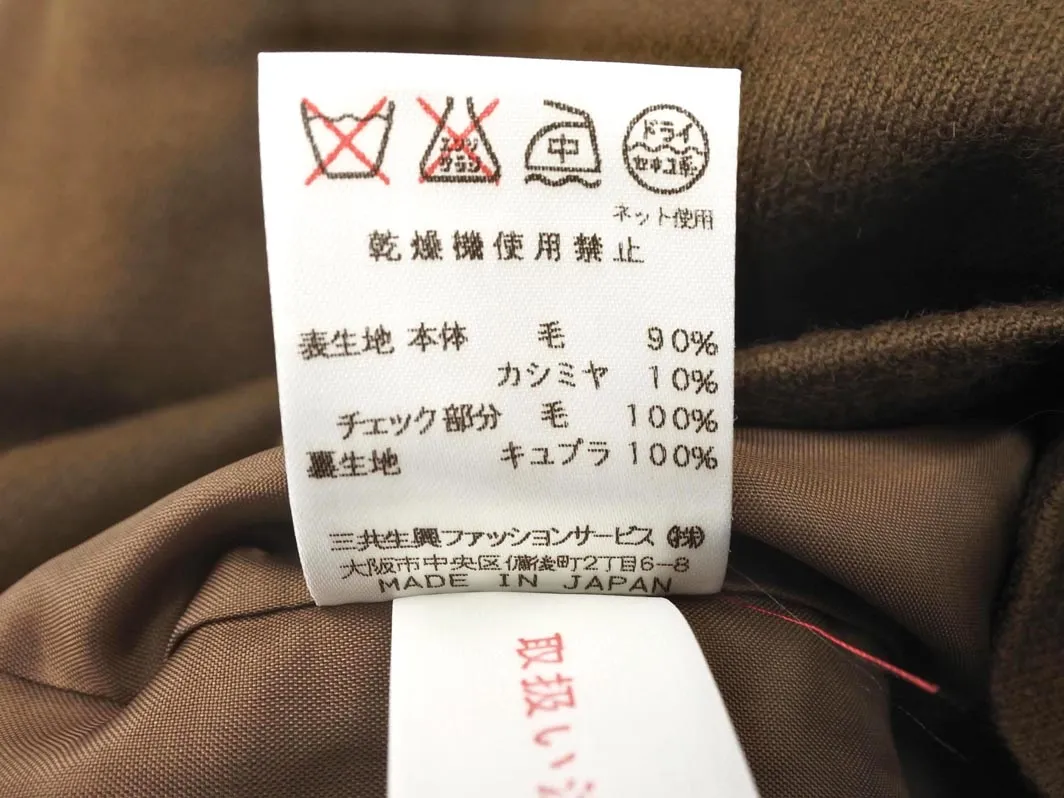 エンソ
サラシ
中
ドライ
セキユ系
ネット使用
乾燥機使用禁止
表生地 本体 毛 90%
カシミヤ 10%
チェック部分 毛 100%
裏生地 キュプラ 100%
三共生興ファッションサービス ㈱
大阪市中央区備後町2丁目6-8
MADE IN JAPAN
取扱い